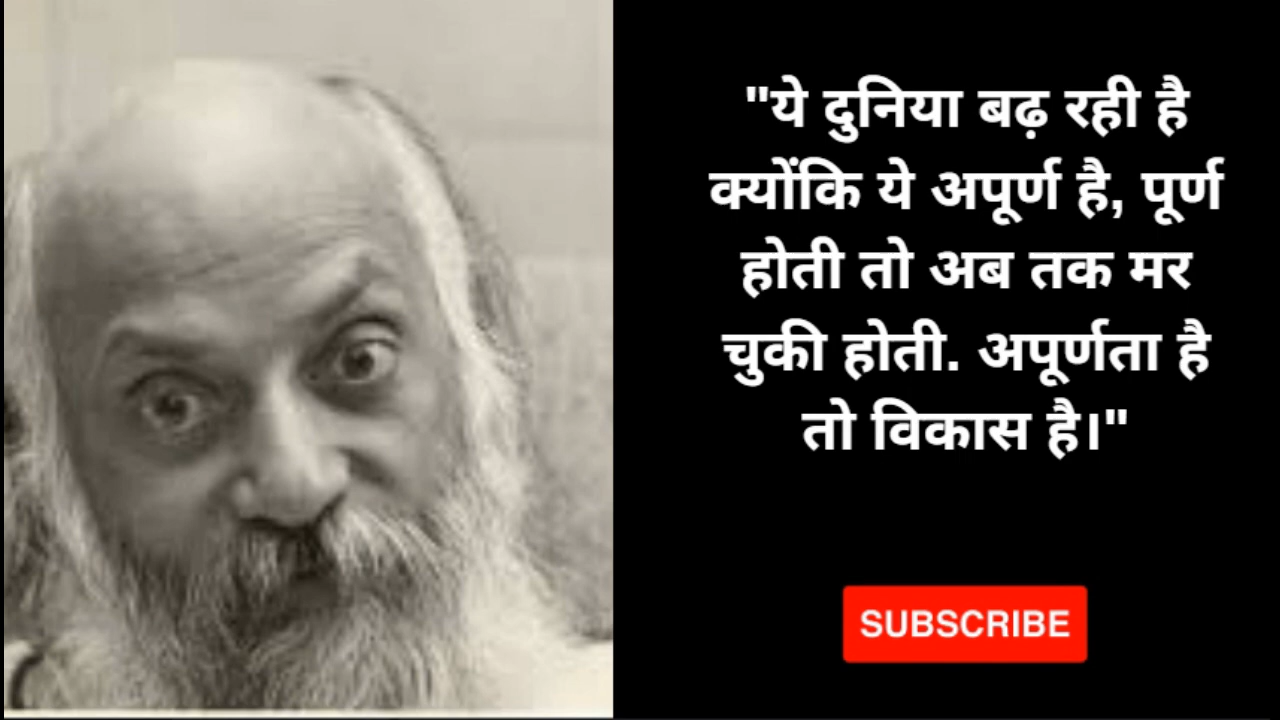 "ये दुनिया बढ़ रही है
क्योंकि ये अपूर्ण है, पूर्ण
होती तो अब तक मर
चुकी होती. अपूर्णता है
तो विकास है।"
SUBSCRIBE